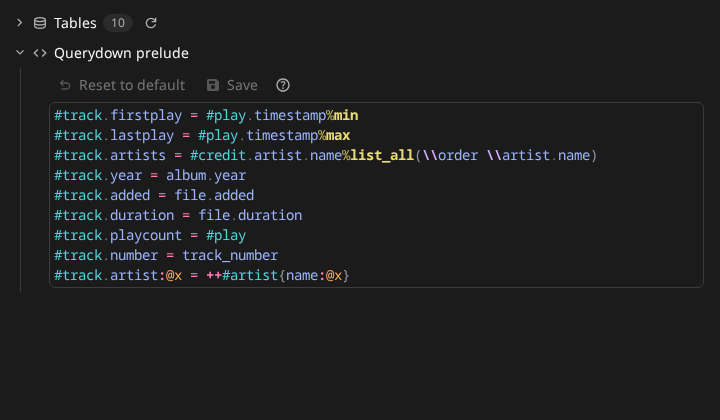 Tables 10
Querydown prelude
Reset to default Save
#track.firstplay = #play.timestamp%min
#track.lastplay = #play.timestamp%max
#track.artists = #credit.artist.name%list_all(\\order \\artist.name)
#track.year = album.year
#track.added = file.added
#track.duration = file.duration
#track.playcount = #play
#track.number = track_number
#track.artist:@x = ++#artist{name:@x}